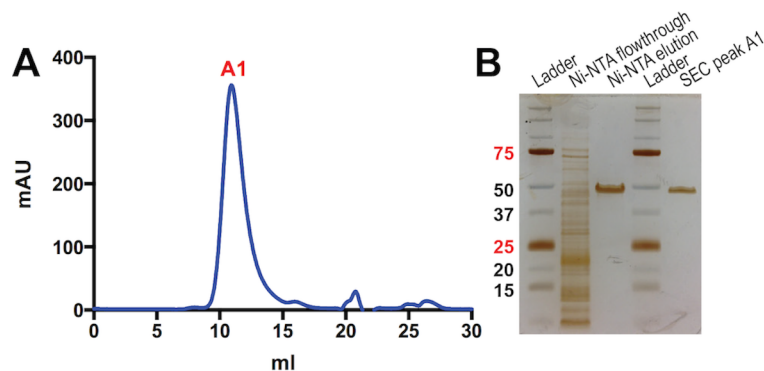 A
A1
400
300
200
100
0
mAU
0 5 10 15 20 25 30
ml
B
Ladder
Ni-NTA flowthrough
Ni-NTA elution
Ladder
SEC peak A1
75
50
37
25
20
15